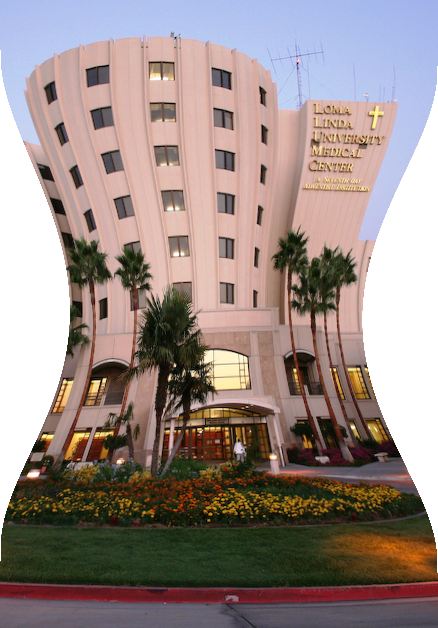 LOMA
LINDA
UNIVERSITY
MEDICAL
CENTER
A SEVENTH-DAY
ADVENTIST INSTITUTION